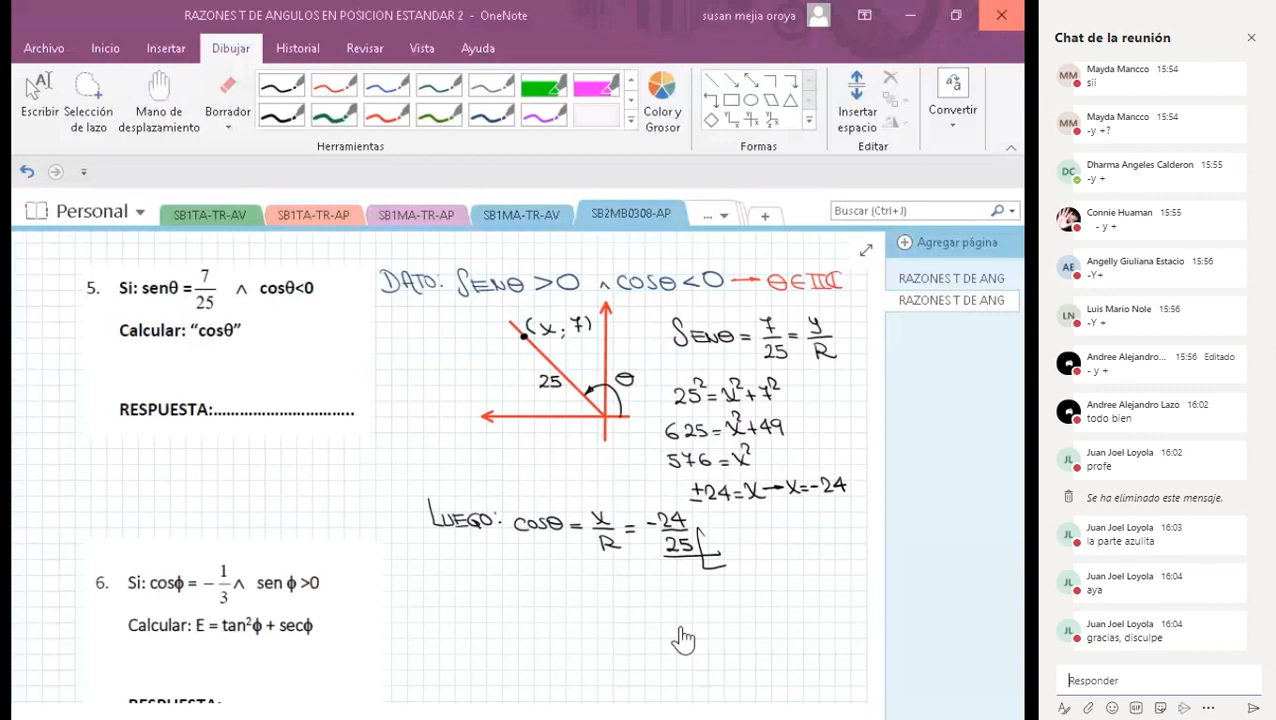 RAZONES T DE ANGULOS EN POSICION ESTANDAR 2 - OneNote
susan mejia oroya
Archivo Inicio Insertar Dibujar Historial Revisar Vista Ayuda
Escribir
Selección de lazo
Mano de desplazamiento
Borrador
Color y Grosor
Insertar espacio
Convertir
Herramientas
Formas
Editar
Personal
SB1TA-TR-AV
SB1TA-TR-AP
SB1MA-TR-AP
SB1MA-TR-AV
SB2MB0308-AP
...
Buscar (Ctrl+J)
Agregar página
RAZONES T DE ANG
RAZONES T DE ANG
5. Si: senθ = 7/25 ∧ cosθ<0
Calcular: “cosθ”
RESPUESTA:..................................
DATO: SENθ >0 ∧ COSθ <0 → θ∈IIC
(x ; 7)
25
θ
SENθ = 7/25 = y/R
25² = x² + 7²
625 = x² + 49
576 = x²
±24 = x → x = -24
LUEGO: COSθ = x/R = -24/25
6. Si: cosϕ = − 1/3 ∧ sen ϕ >0
Calcular: E = tan²ϕ + secϕ
Chat de la reunión
MM Mayda Mancco 15:54
sii
MM Mayda Mancco 15:54
-y +?
DC Dharma Angeles Calderon 15:55
-y +
Connie Huaman 15:55
- y +
AE Angelly Giuliana Estacio 15:56
-Y+
LN Luis Mario Nole 15:56
-Y +
Andree Alejandro... 15:56 Editado
- y +
Andree Alejandro Lazo 16:02
todo bien
JL Juan Joel Loyola 16:02
profe
Se ha eliminado este mensaje.
JL Juan Joel Loyola 16:03
la parte azulita
JL Juan Joel Loyola 16:04
aya
JL Juan Joel Loyola 16:04
gracias, disculpe
Responder